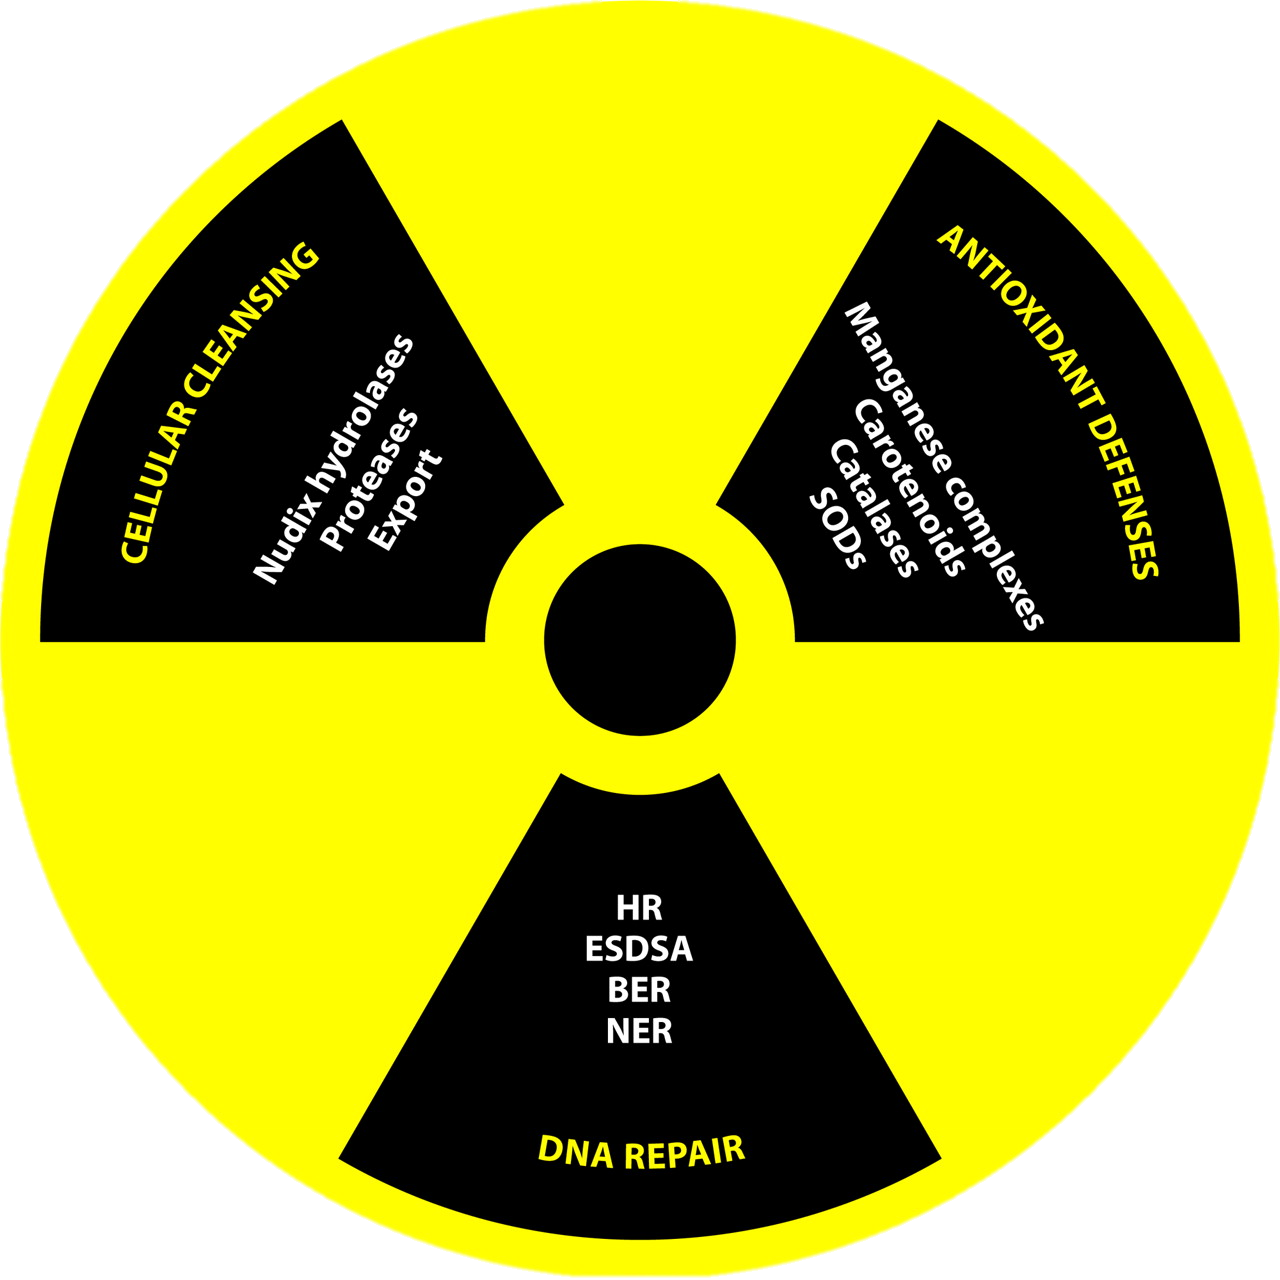 CELLULAR CLEANSING
Nudix hydrolases
Proteases
Export
ANTIOXIDANT DEFENSES
Manganese complexes
Carotenoids
Catalases
SODs
HR
ESDSA
BER
NER
DNA REPAIR